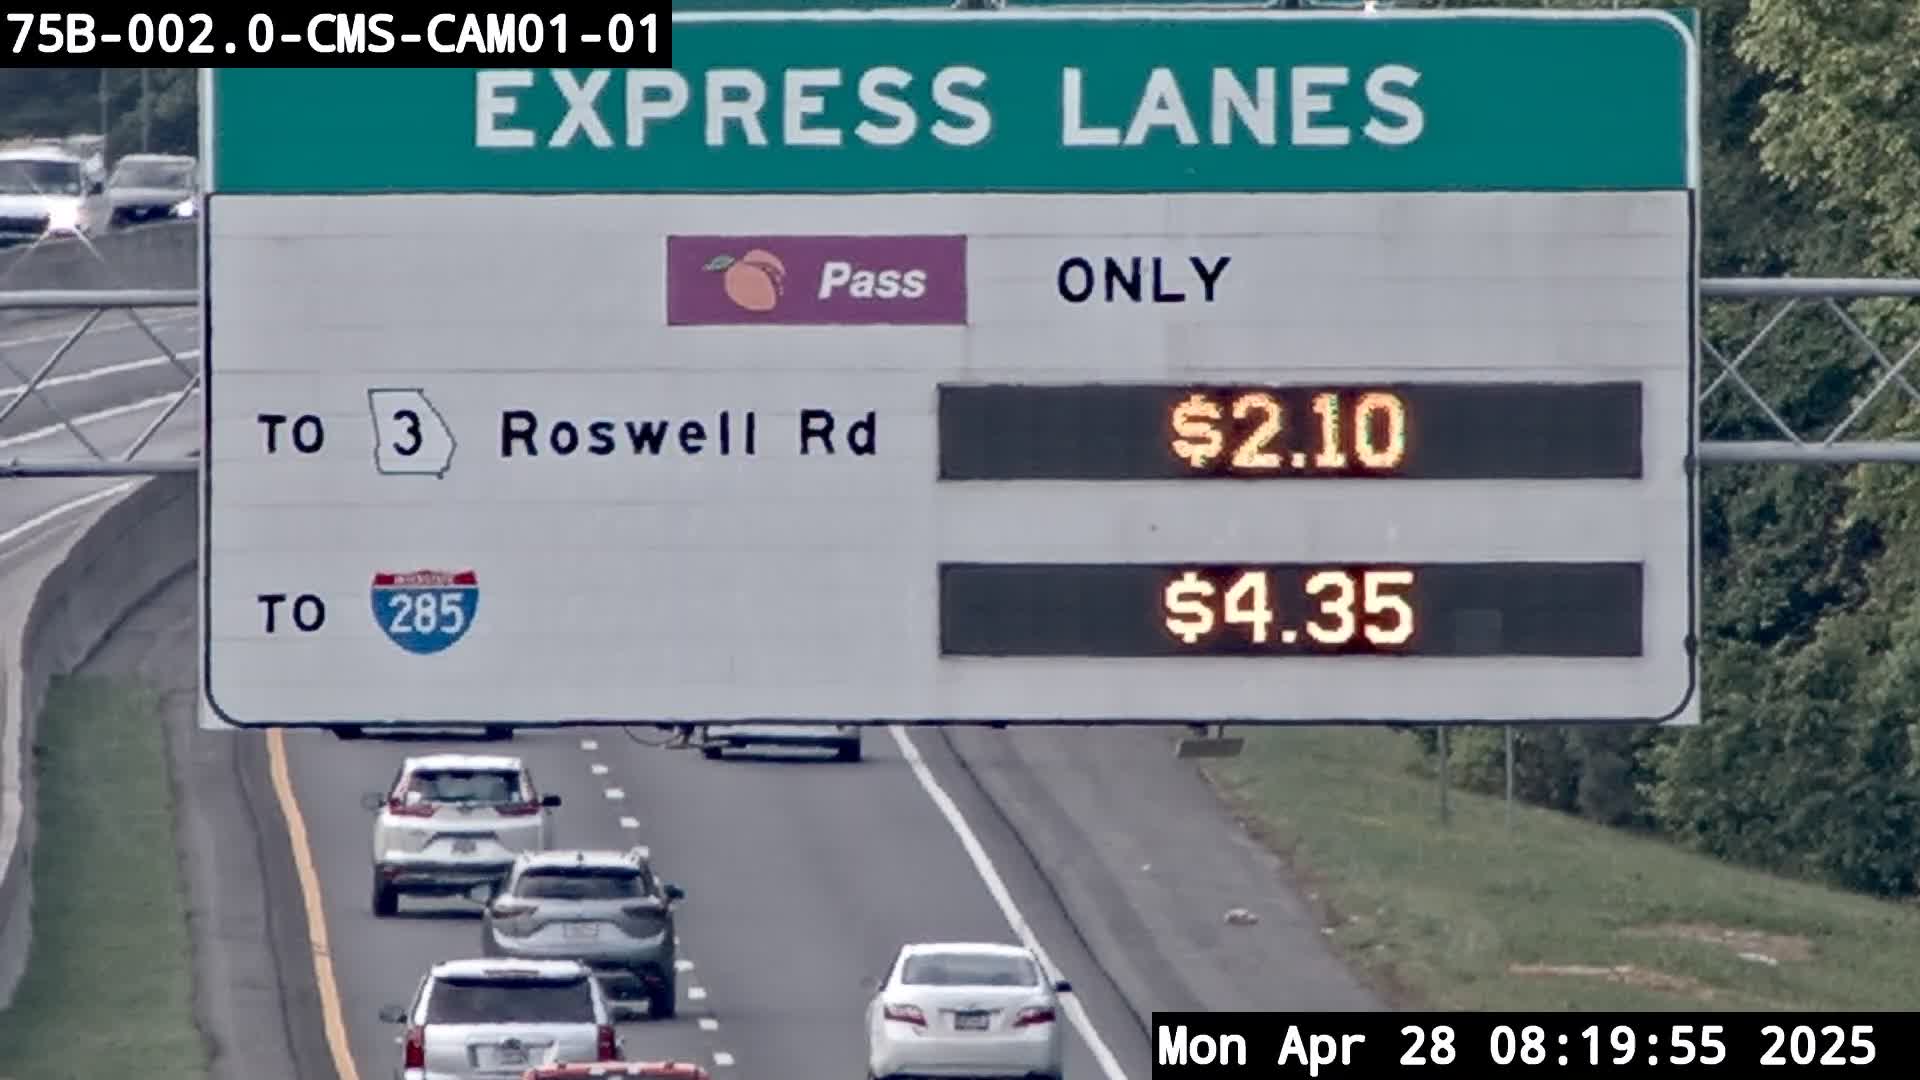 75B-002.0-CMS-CAM01-01
EXPRESS LANES
Pass ONLY
TO 3 Roswell Rd $2.10
INTERSTATE
TO 285 $4.35
Mon Apr 28 08:19:55 2025